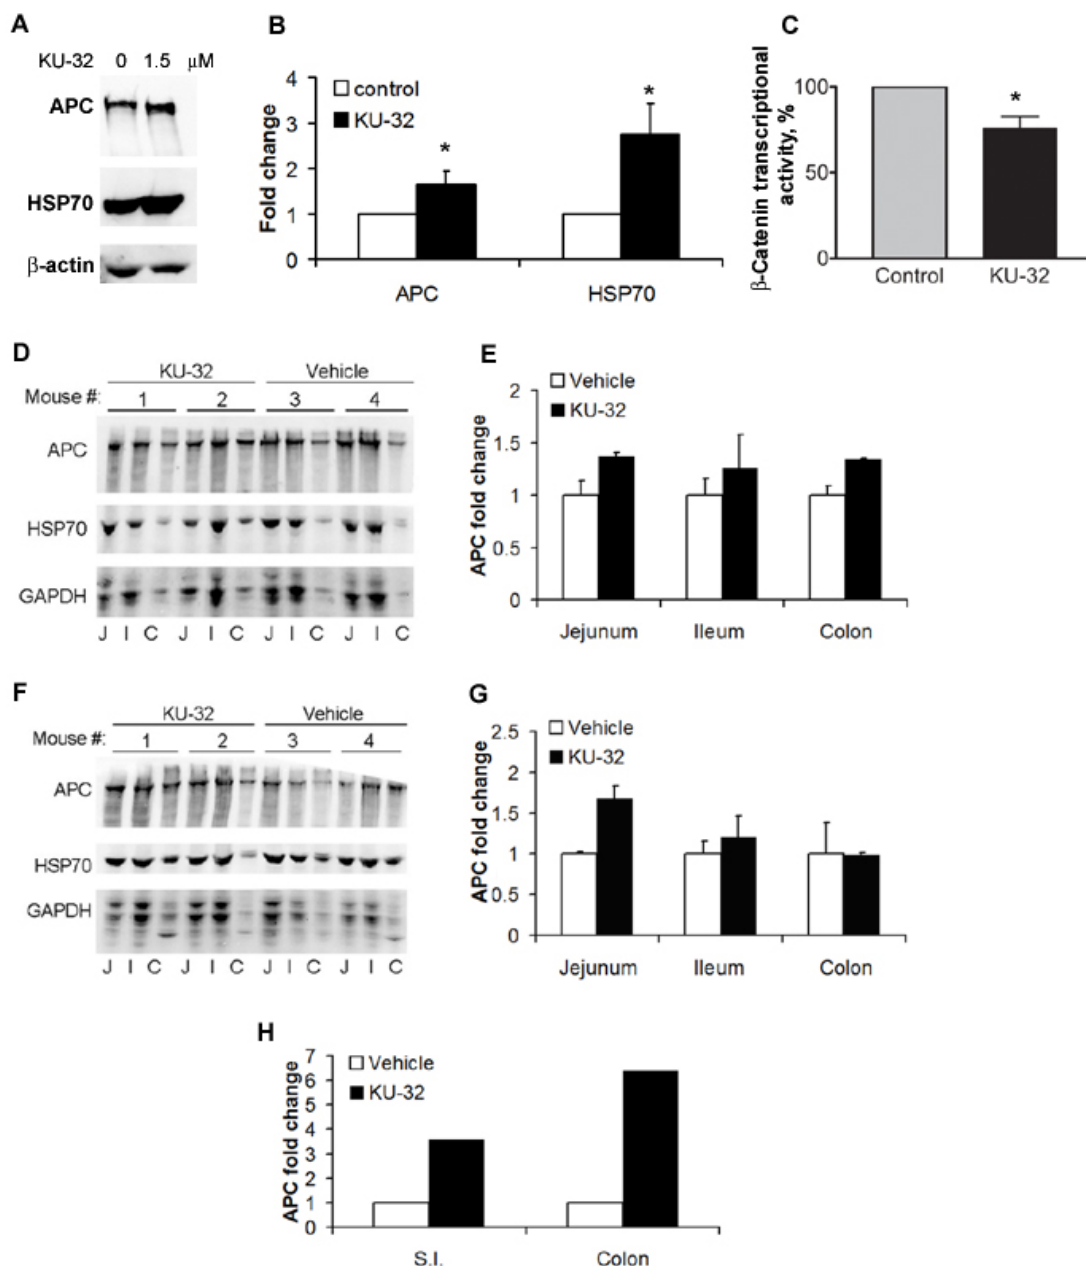 A
KU-32 0 1.5 μM
APC
HSP70
β-actin
B
Fold change
4
3
2
1
0
control
KU-32
*
*
APC HSP70
C
β-Catenin transcriptional
activity, %
100
50
0
*
Control KU-32
D
KU-32 Vehicle
Mouse #: 1 2 3 4
APC
HSP70
GAPDH
J I C J I C J I C J I C
E
APC fold change
2
1.5
1
0.5
0
Vehicle
KU-32
Jejunum Ileum Colon
F
KU-32 Vehicle
Mouse #: 1 2 3 4
APC
HSP70
GAPDH
J I C J I C J I C J I C
G
APC fold change
2.5
2
1.5
1
0.5
0
Vehicle
KU-32
Jejunum Ileum Colon
H
APC fold change
7
6
5
4
3
2
1
0
Vehicle
KU-32
S.I. Colon